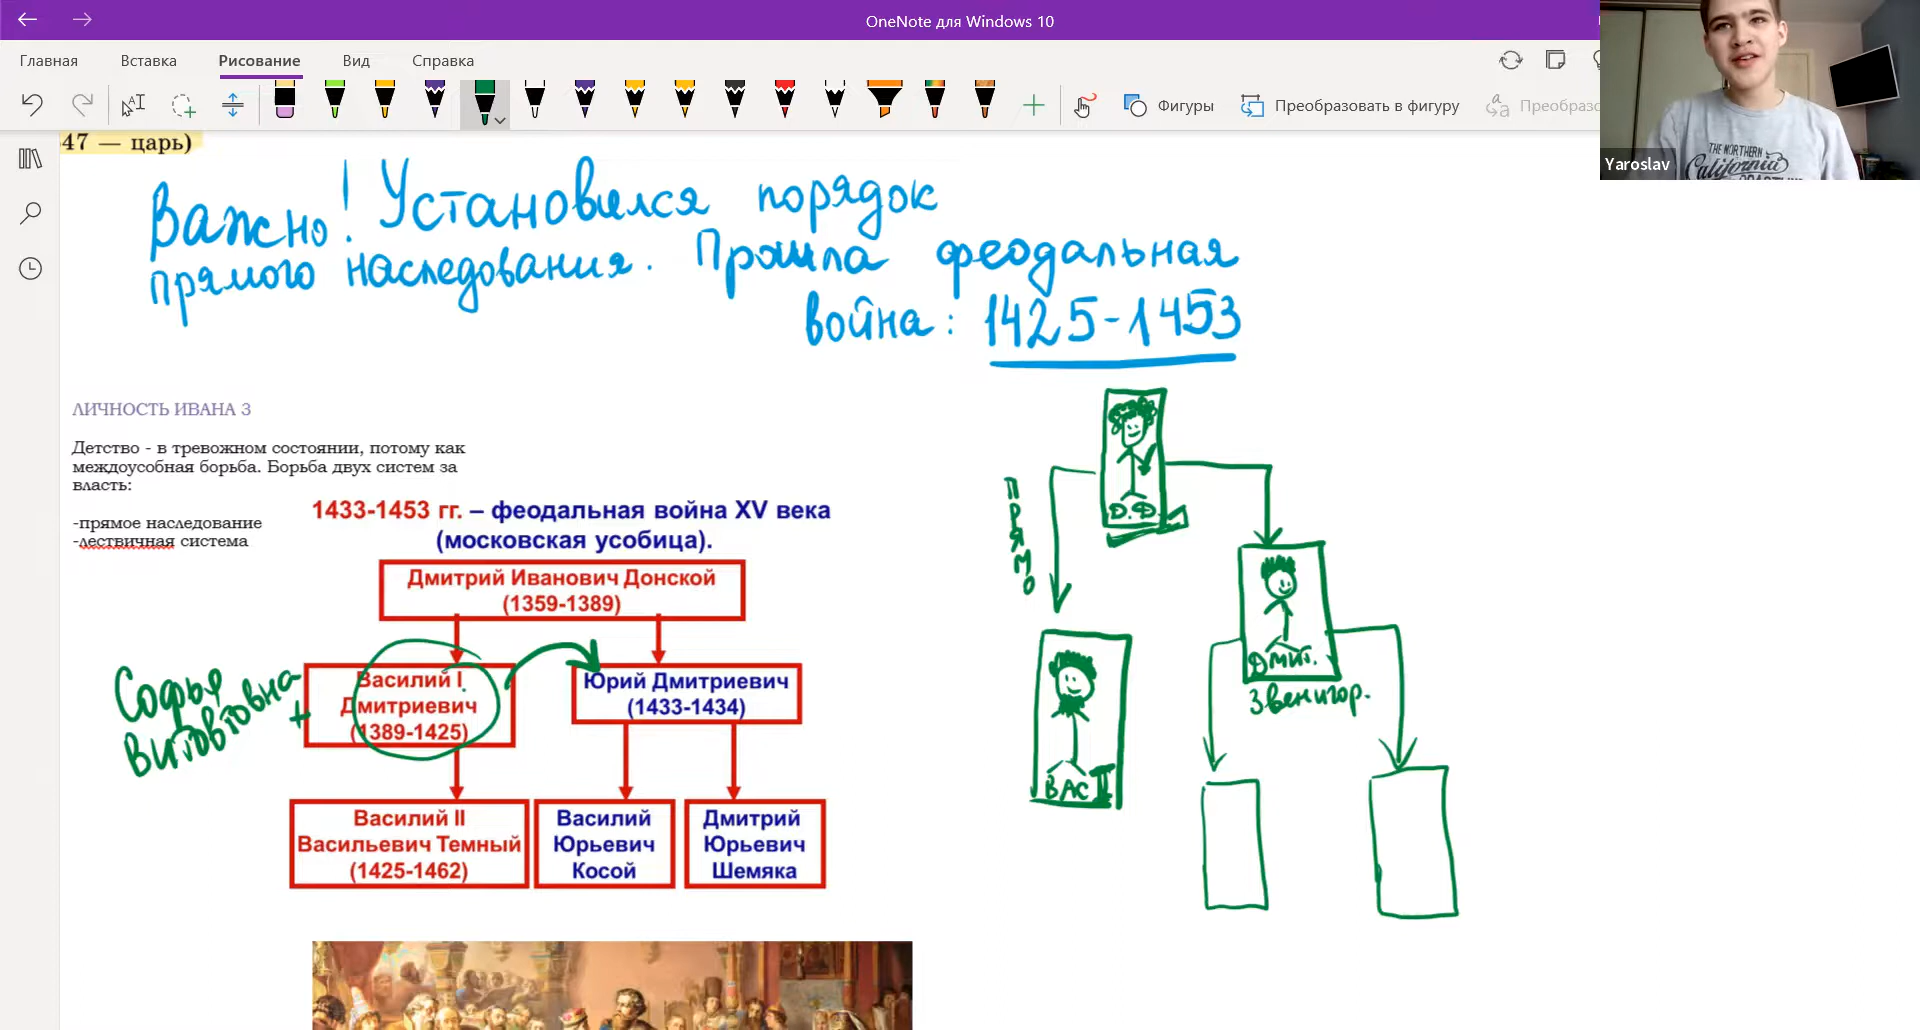 OneNote для Windows 10
Главная Вставка Рисование Вид Справка
Фигуры Преобразовать в фигуру Преобразо
Yaroslav
47 — царь)
Важно! Установился порядок
прямого наследования. Прошла феодальная
война: 1425-1453
ЛИЧНОСТЬ ИВАНА 3
Детство - в тревожном состоянии, потому как
междоусобная борьба. Борьба двух систем за
власть:
-прямое наследование
-лествичная система
1433-1453 гг. – феодальная война XV века
(московская усобица).
Дмитрий Иванович Донской
(1359-1389)
Софья
Витовтовна +
Василий I
Дмитриевич
(1389-1425)
Юрий Дмитриевич
(1433-1434)
Василий II
Васильевич Темный
(1425-1462)
Василий
Юрьевич
Косой
Дмитрий
Юрьевич
Шемяка
Д.Д.
ПРЯМО
ДМИТ.
Звенигор.
ВАС II
THE NORTHERN
California